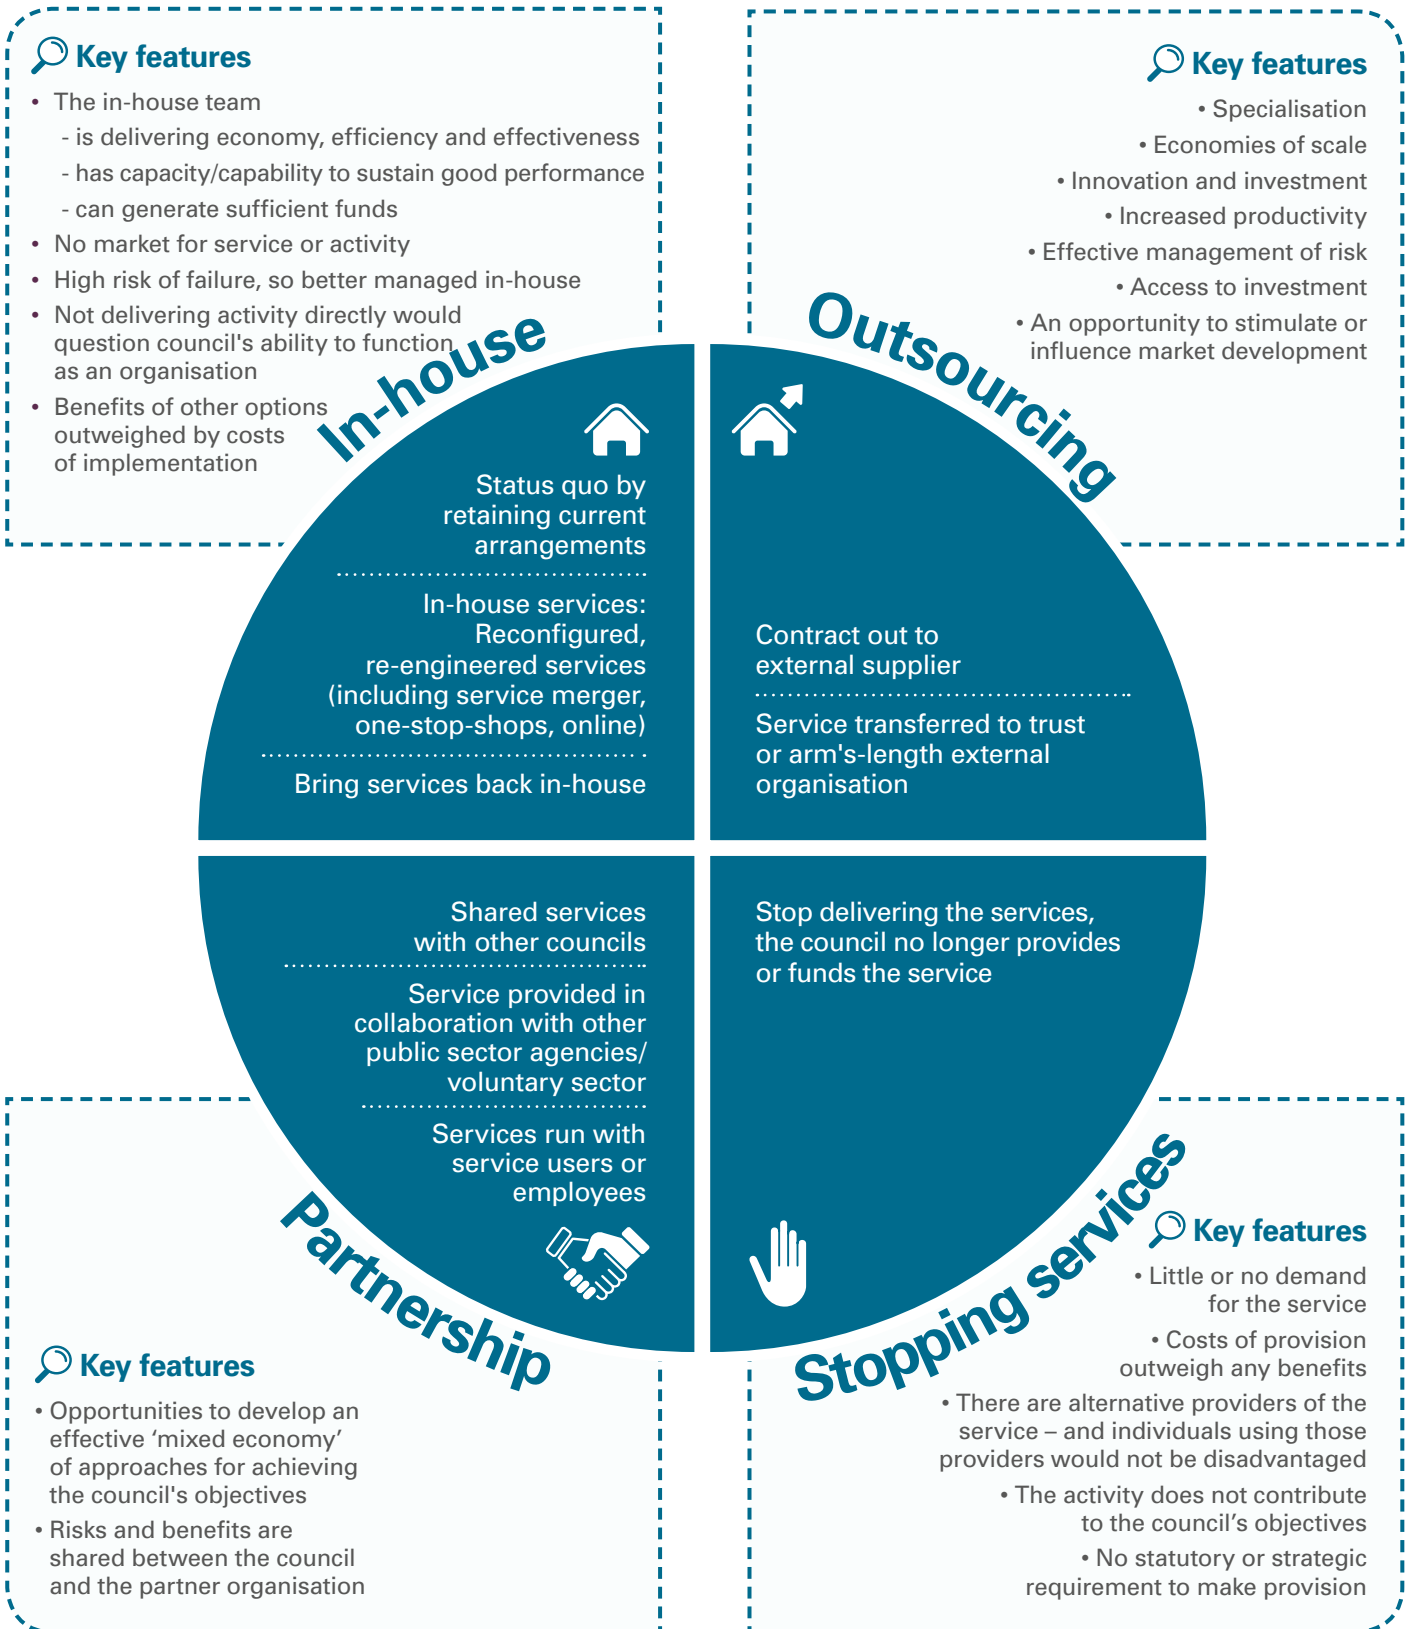 Key features
• The in-house team
- is delivering economy, efficiency and effectiveness
- has capacity/capability to sustain good performance
- can generate sufficient funds
• No market for service or activity
• High risk of failure, so better managed in-house
• Not delivering activity directly would
question council's ability to function
as an organisation
• Benefits of other options
outweighed by costs
of implementation
In-house
Status quo by
retaining current
arrangements
In-house services:
Reconfigured,
re-engineered services
(including service merger,
one-stop-shops, online)
Bring services back in-house
Key features
• Specialisation
• Economies of scale
• Innovation and investment
• Increased productivity
• Effective management of risk
• Access to investment
• An opportunity to stimulate or
influence market development
Outsourcing
Contract out to
external supplier
Service transferred to trust
or arm's-length external
organisation
Shared services
with other councils
Service provided in
collaboration with other
public sector agencies/
voluntary sector
Services run with
service users or
employees
Partnership
Key features
• Opportunities to develop an
effective ‘mixed economy’
of approaches for achieving
the council's objectives
• Risks and benefits are
shared between the council
and the partner organisation
Stop delivering the services,
the council no longer provides
or funds the service
Stopping services
Key features
• Little or no demand
for the service
• Costs of provision
outweigh any benefits
• There are alternative providers of the
service – and individuals using those
providers would not be disadvantaged
• The activity does not contribute
to the council’s objectives
• No statutory or strategic
requirement to make provision